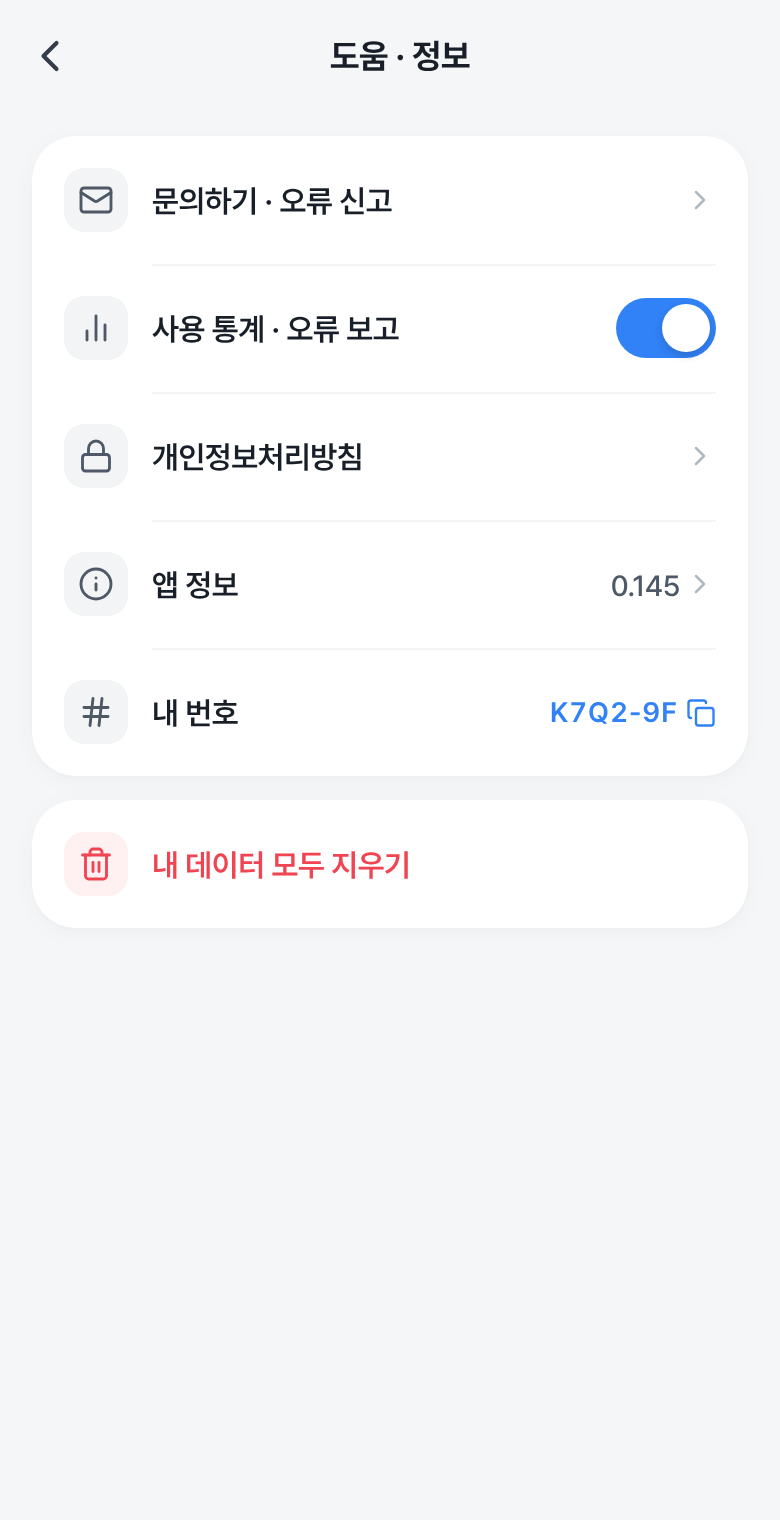 도움 · 정보
문의하기 · 오류 신고
사용 통계 · 오류 보고
개인정보처리방침
앱 정보 0.145
내 번호 K7Q2-9F
내 데이터 모두 지우기